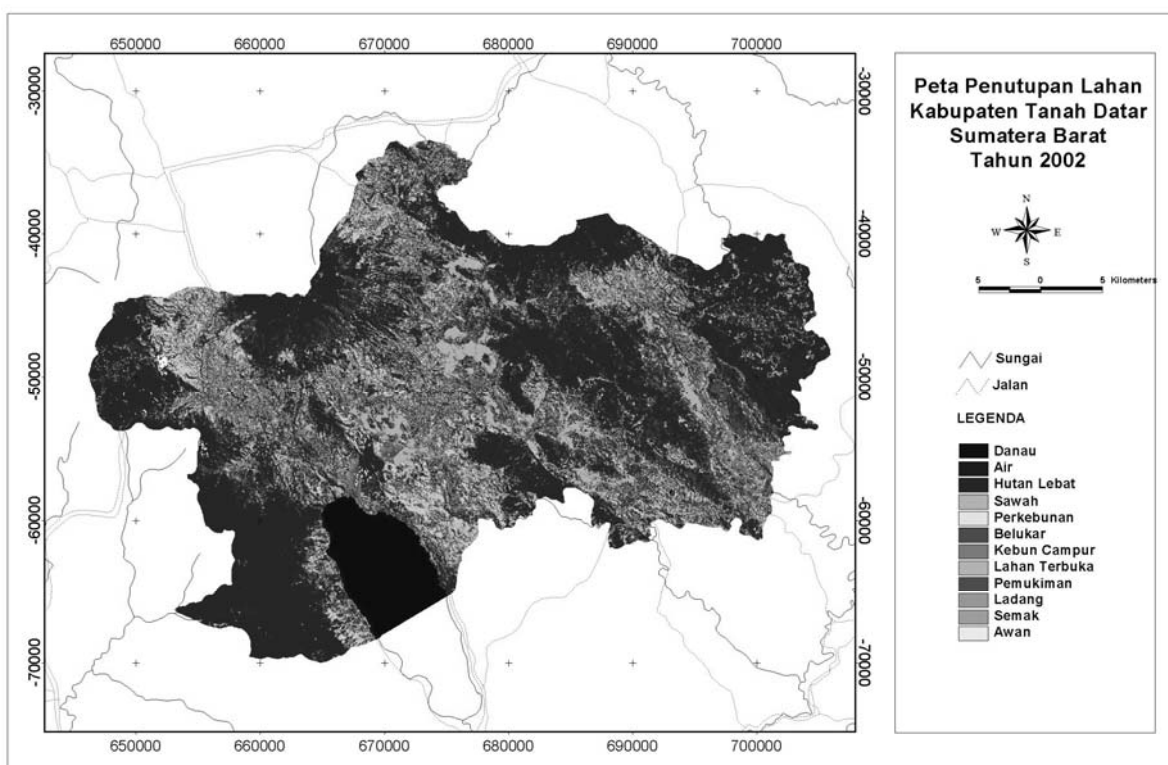 650000 660000 670000 680000 690000 700000
-30000 -30000
-40000 -40000
-50000 -50000
-60000 -60000
-70000 -70000
650000 660000 670000 680000 690000 700000
Peta Penutupan Lahan
Kabupaten Tanah Datar
Sumatera Barat
Tahun 2002
N
W E
S
5 0 5 Kilometers
Sungai
Jalan
LEGENDA
Danau
Air
Hutan Lebat
Sawah
Perkebunan
Belukar
Kebun Campur
Lahan Terbuka
Pemukiman
Ladang
Semak
Awan